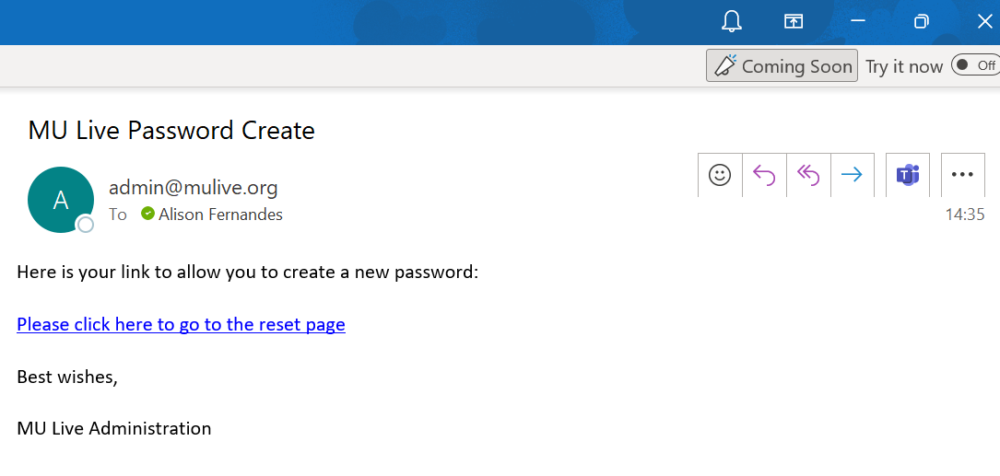 Coming Soon Try it now Off
MU Live Password Create
A
admin@mulive.org
To Alison Fernandes
14:35
Here is your link to allow you to create a new password:
Please click here to go to the reset page
Best wishes,
MU Live Administration